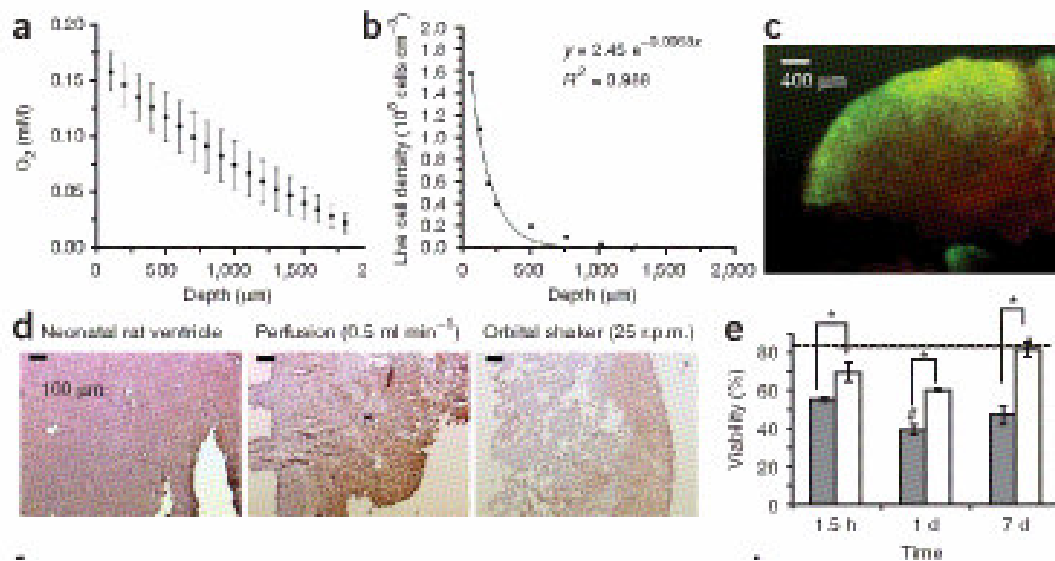 a
0.20
0.15
0.10
0.05
0.00
O₂ (mM)
0
500
1,000
1,500
2
Depth (μm)
b
2.0
1.8
1.6
1.4
1.2
1.0
0.8
0.6
0.4
0.2
0.0
Live cell density
0
500
1,000
1,500
2,000
Depth (μm)
c
400 μm
d
Neonatal rat ventricle
Perfusion (0.5 ml min⁻¹)
Orbital shaker (25 r.p.m.)
100 μm
e
80
60
40
20
0
Viability (%)
*
*
*
1.5 h
1 d
7 d
Time